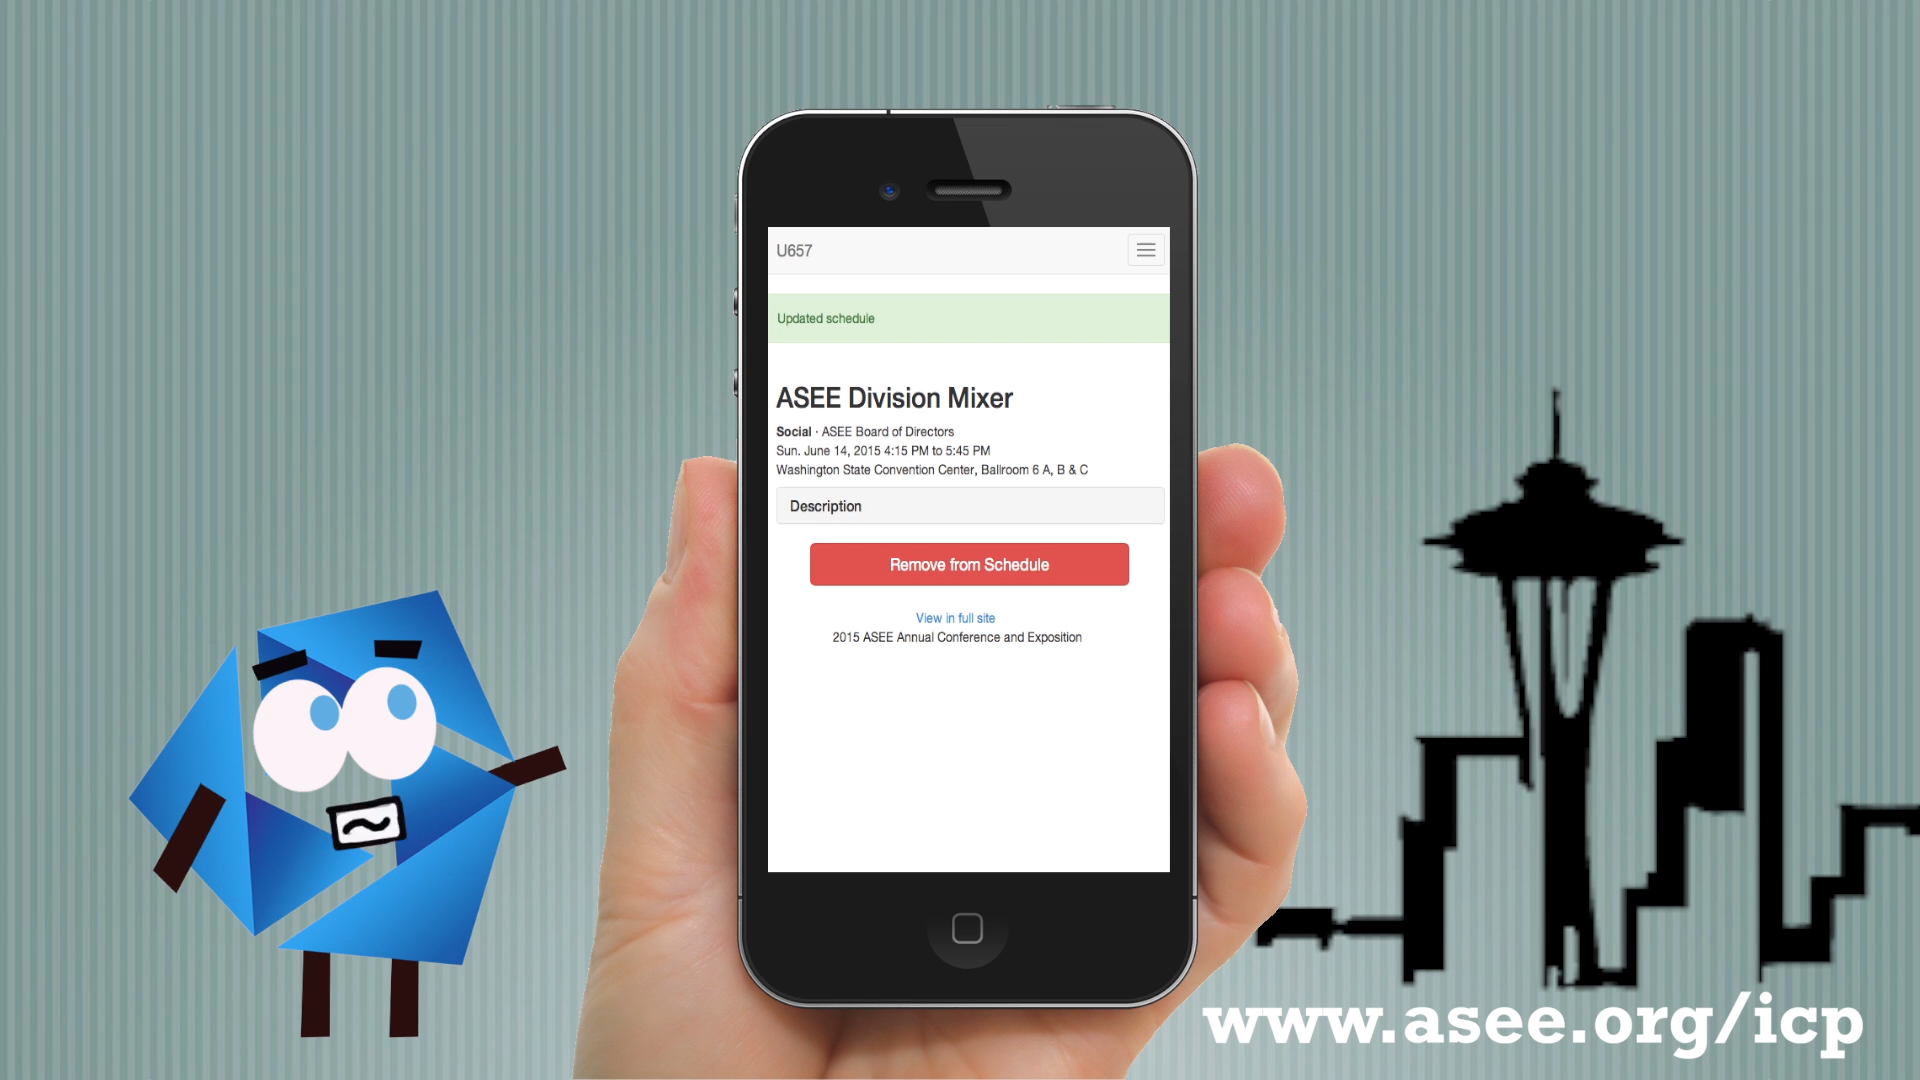 U657
Updated schedule
ASEE Division Mixer
Social · ASEE Board of Directors
Sun. June 14, 2015 4:15 PM to 5:45 PM
Washington State Convention Center, Ballroom 6 A, B & C
Description
Remove from Schedule
View in full site
2015 ASEE Annual Conference and Exposition
www.asee.org/icp